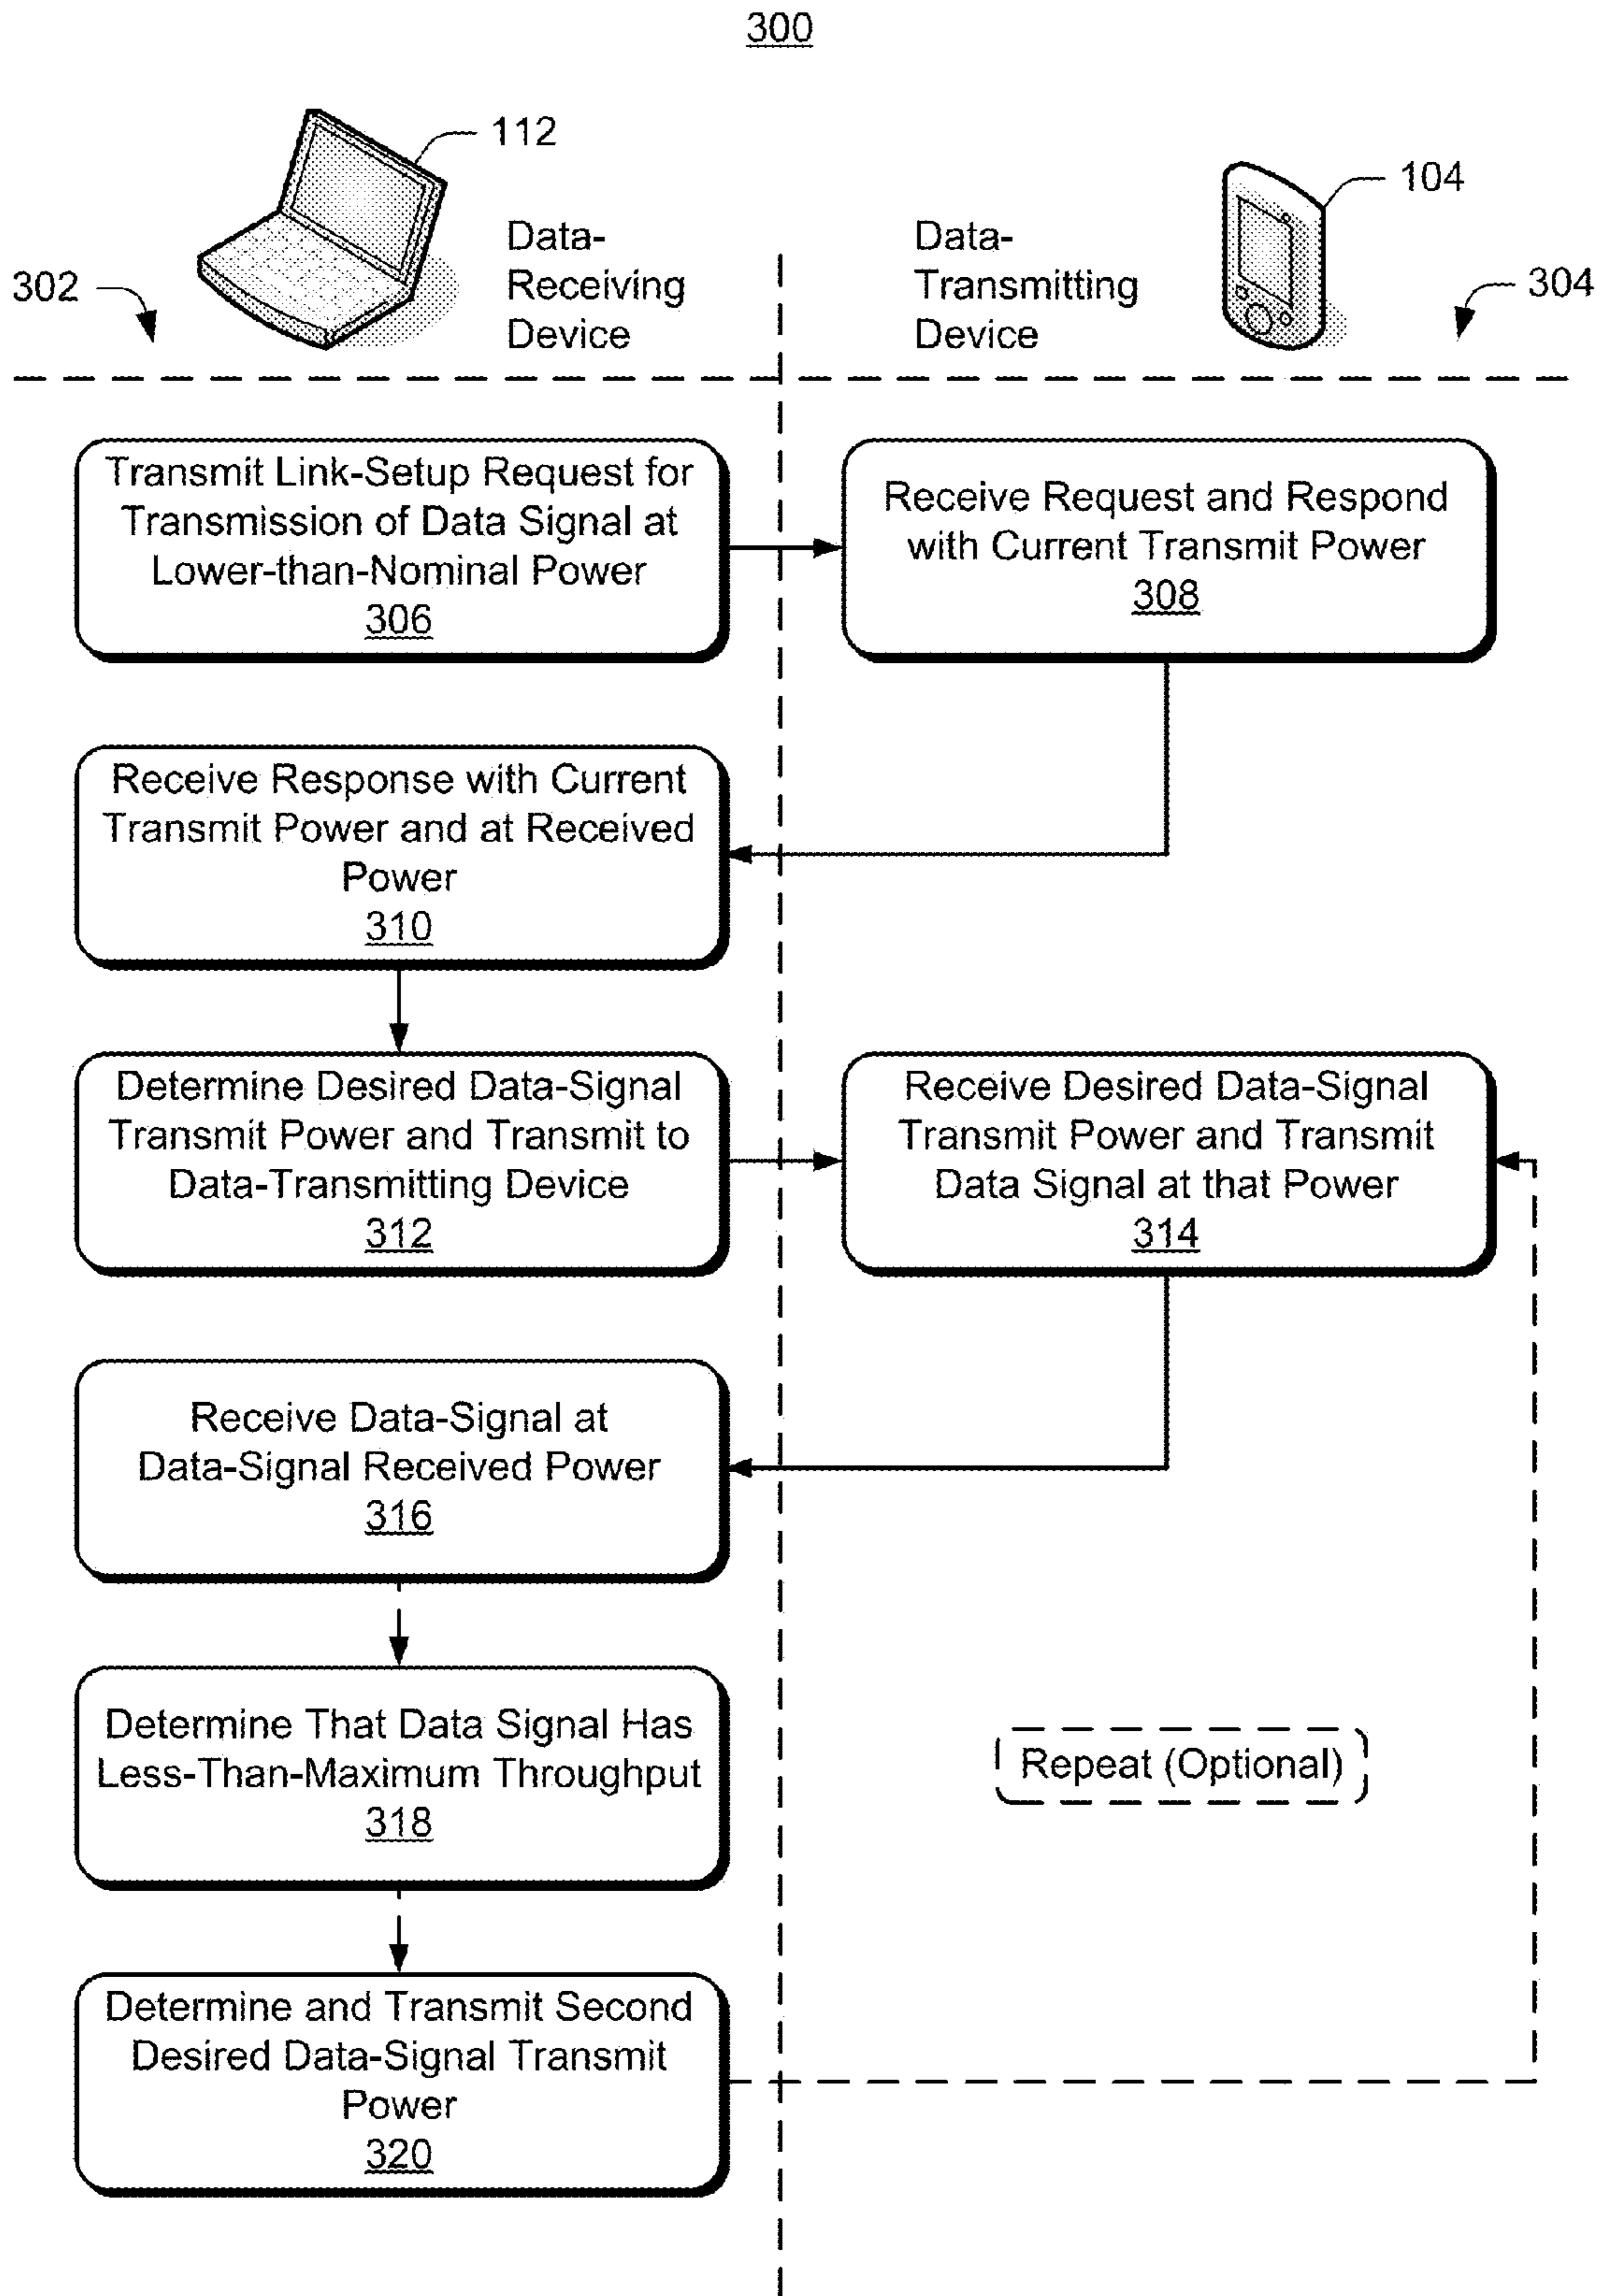 300
112
104
Data-
Receiving
Device
Data-
Transmitting
Device
302
304
Transmit Link-Setup Request for
Transmission of Data Signal at
Lower-than-Nominal Power
306
Receive Request and Respond
with Current Transmit Power
308
Receive Response with Current
Transmit Power and at Received
Power
310
Determine Desired Data-Signal
Transmit Power and Transmit to
Data-Transmitting Device
312
Receive Desired Data-Signal
Transmit Power and Transmit
Data Signal at that Power
314
Receive Data-Signal at
Data-Signal Received Power
316
Determine That Data Signal Has
Less-Than-Maximum Throughput
318
Repeat (Optional)
Determine and Transmit Second
Desired Data-Signal Transmit
Power
320